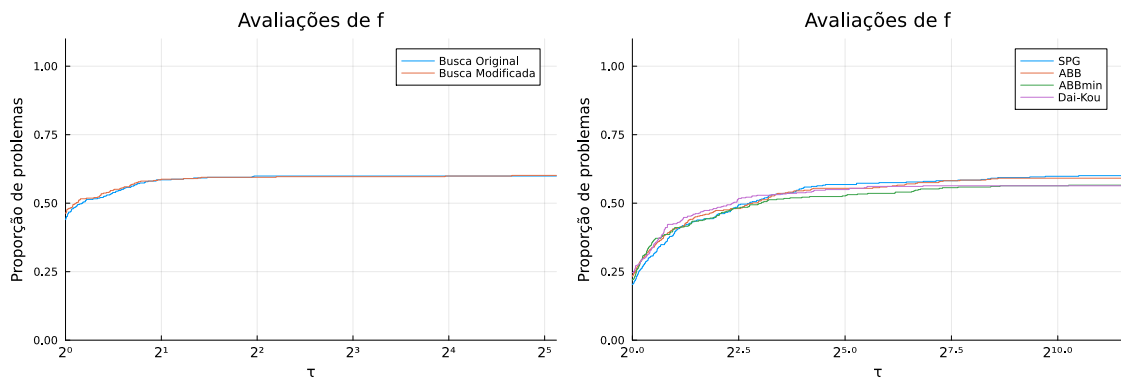 Avaliações de f
Proporção de problemas
1.00
0.75
0.50
0.25
0.00
Busca Original
Busca Modificada
2⁰
2¹
2²
2³
2⁴
2⁵
τ
Avaliações de f
Proporção de problemas
1.00
0.75
0.50
0.25
0.00
SPG
ABB
ABBmin
Dai-Kou
2⁰·⁰
2²·⁵
2⁵·⁰
2⁷·⁵
2¹⁰·⁰
τ